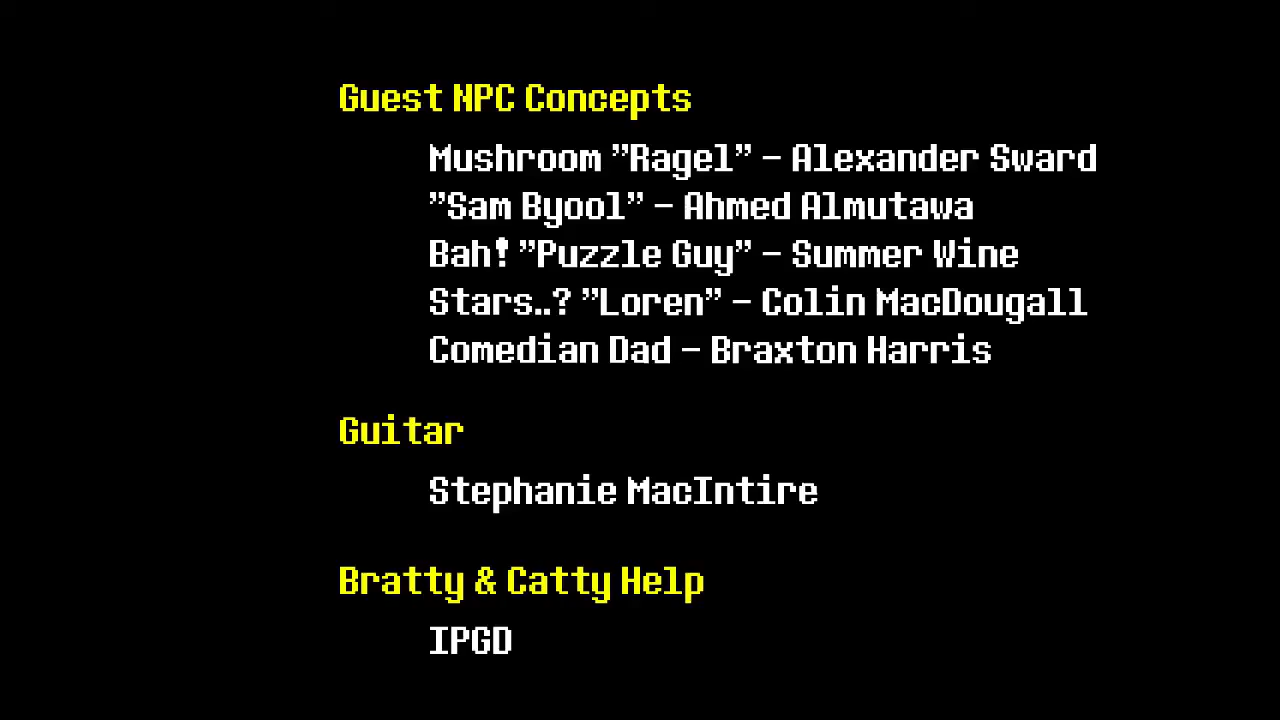 Guest NPC Concepts
Mushroom ”Ragel” – Alexander Sward
”Sam Byool” – Ahmed Almutawa
Bah! ”Puzzle Guy” – Summer Wine
Stars..? ”Loren” – Colin MacDougall
Comedian Dad – Braxton Harris
Guitar
Stephanie MacIntire
Bratty & Catty Help
IPGD